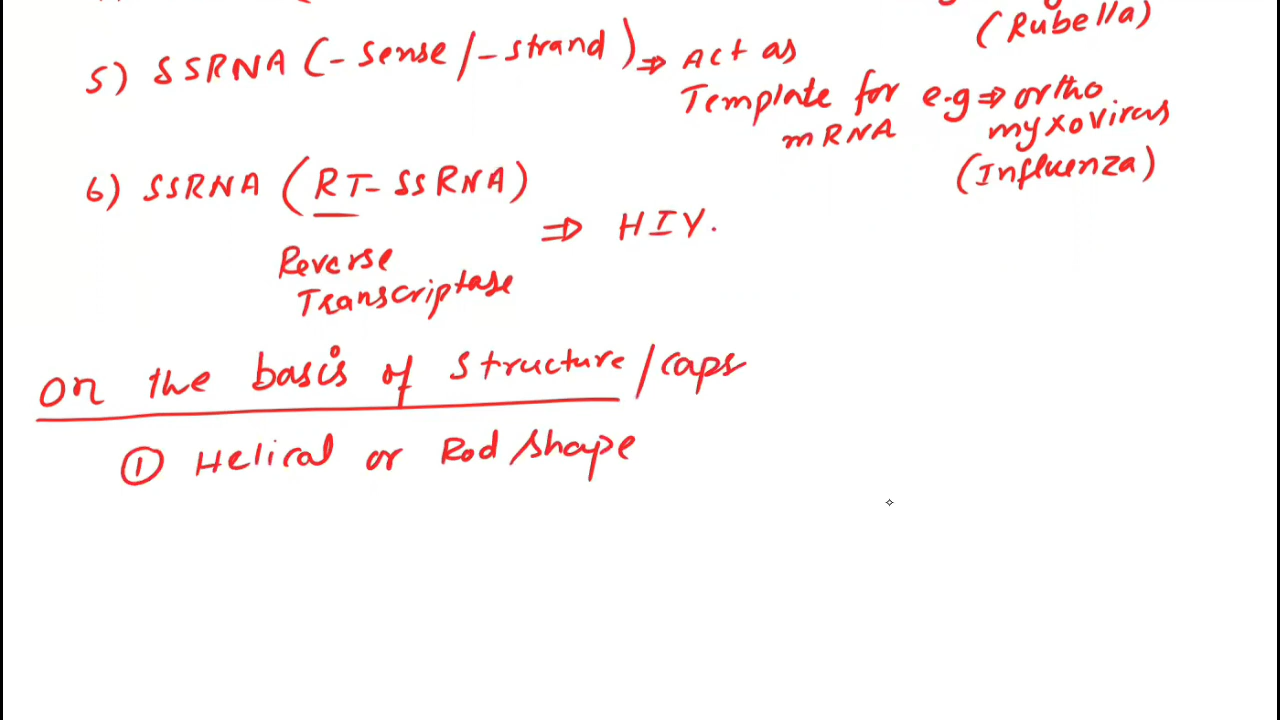 (Rubella)
5) SSRNA (- sense/- strand) ⇒ Act as
Template for
mRNA
e.g ⇒ ortho
myxovirus
(Influenza)
6) SSRNA (RT- SSRNA)
⇒ HIV.
Reverse
Transcriptase
on the basis of structure/caps
① Helical or Rod shape